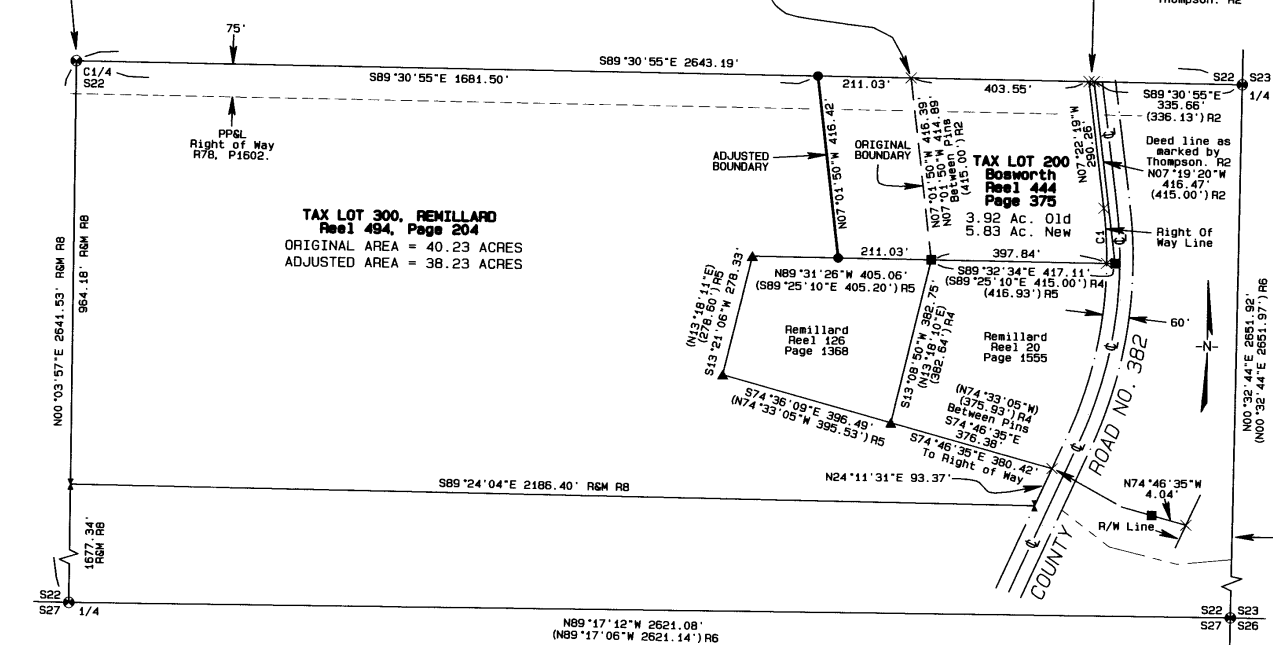 Thompson. R2
75'
C1/4
S22
S89°30'55"E 1681.50'
S89°30'55"E 2643.19'
211.03'
403.55'
S22 S23
1/4
S89°30'55"E
335.66'
(336.13')R2
PP&L
Right of Way
R78, P1602.
ADJUSTED
BOUNDARY
N07°01'50"W 416.42'
ORIGINAL
BOUNDARY
N07°01'50"W 416.39'
N07°01'50"W 414.89'
Between Pins
(415.00')R2
TAX LOT 200
Bosworth
Reel 444
Page 375
3.92 Ac. Old
5.83 Ac. New
N07°22'19"W
290.26'
Deed line as
marked by
Thompson. R2
N07°19'20"W
416.47'
(415.00')R2
C1
Right Of
Way Line
TAX LOT 300, REMILLARD
Reel 494, Page 204
ORIGINAL AREA = 40.23 ACRES
ADJUSTED AREA = 38.23 ACRES
N00°03'57"E 2641.53' R&M R8
964.18' R&M R8
211.03'
397.84'
N89°31'26"W 405.06'
(S89°25'10"E 405.20')R5
S89°32'34"E 417.11'
(S89°25'10"E 415.00')R4
(416.93')R5
(N13°18'11"E)
(278.60')R5
S13°21'06"W 278.33'
Remillard
Reel 126
Page 1368
S13°08'50"W 382.75'
(N13°18'10"E)
(382.64')R4
Remillard
Reel 20
Page 1555
60'
-N-
N00°32'44"E 2651.92'
(N00°32'44"E 2651.97')R6
S74°36'09"E 396.49'
(N74°33'05"W 395.53')R5
(N74°33'05"W)
(375.93')R4
Between Pins
S74°46'35"E
376.38'
S74°46'35"E 380.42'
To Right of Way
COUNTY ROAD NO. 382
S89°24'04"E 2186.40' R&M R8
N24°11'31"E 93.37'
N74°46'35"W
4.04'
R/W Line
1677.34'
R&M R8
S22
S27 1/4
N89°17'12"W 2621.08'
(N89°17'06"W 2621.14')R6
S22 S23
S27 S26